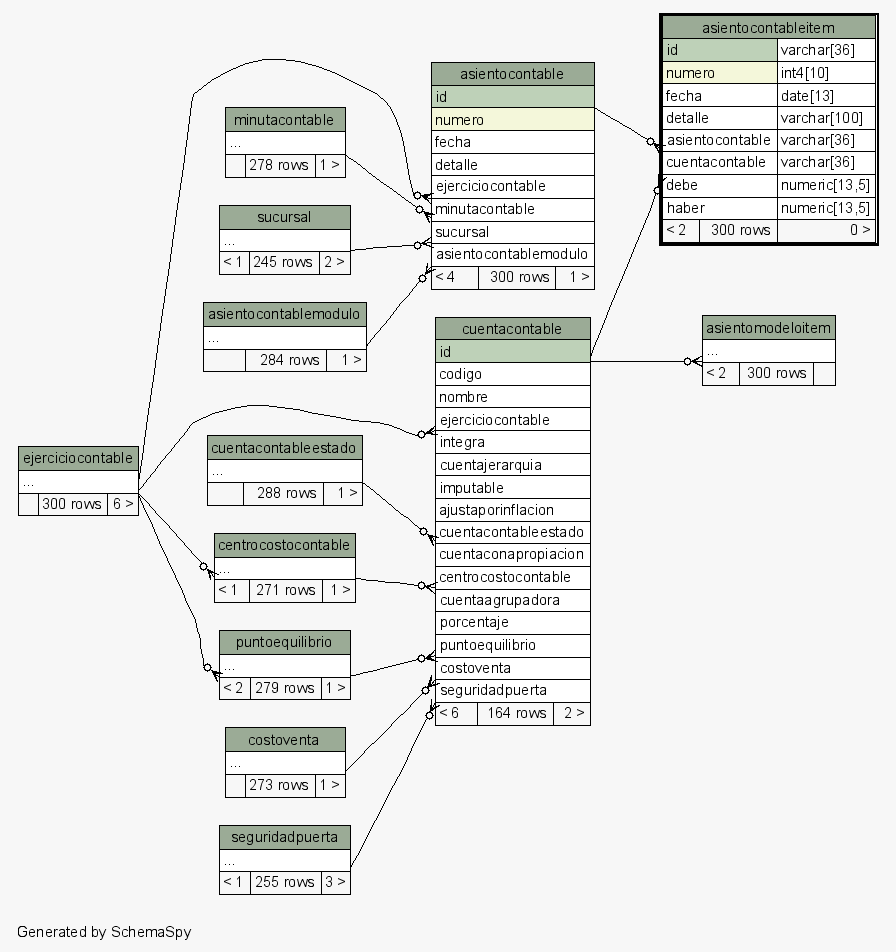 asientocontableitem
id varchar[36]
numero int4[10]
fecha date[13]
detalle varchar[100]
asientocontable varchar[36]
cuentacontable varchar[36]
debe numeric[13,5]
haber numeric[13,5]
< 2 300 rows 0 >
asientocontable
id
numero
fecha
detalle
ejerciciocontable
minutacontable
sucursal
asientocontablemodulo
< 4 300 rows 1 >
minutacontable
...
278 rows 1 >
sucursal
...
< 1 245 rows 2 >
asientocontablemodulo
...
284 rows 1 >
cuentacontable
id
codigo
nombre
ejerciciocontable
integra
cuentajerarquia
imputable
ajustaporinflacion
cuentacontableestado
cuentaconapropiacion
centrocostocontable
cuentaagrupadora
porcentaje
puntoequilibrio
costoventa
seguridadpuerta
< 6 164 rows 2 >
asientomodeloitem
...
< 2 300 rows
ejerciciocontable
...
300 rows 6 >
cuentacontableestado
...
288 rows 1 >
centrocostocontable
...
< 1 271 rows 1 >
puntoequilibrio
...
< 2 279 rows 1 >
costoventa
...
273 rows 1 >
seguridadpuerta
...
< 1 255 rows 3 >
Generated by SchemaSpy